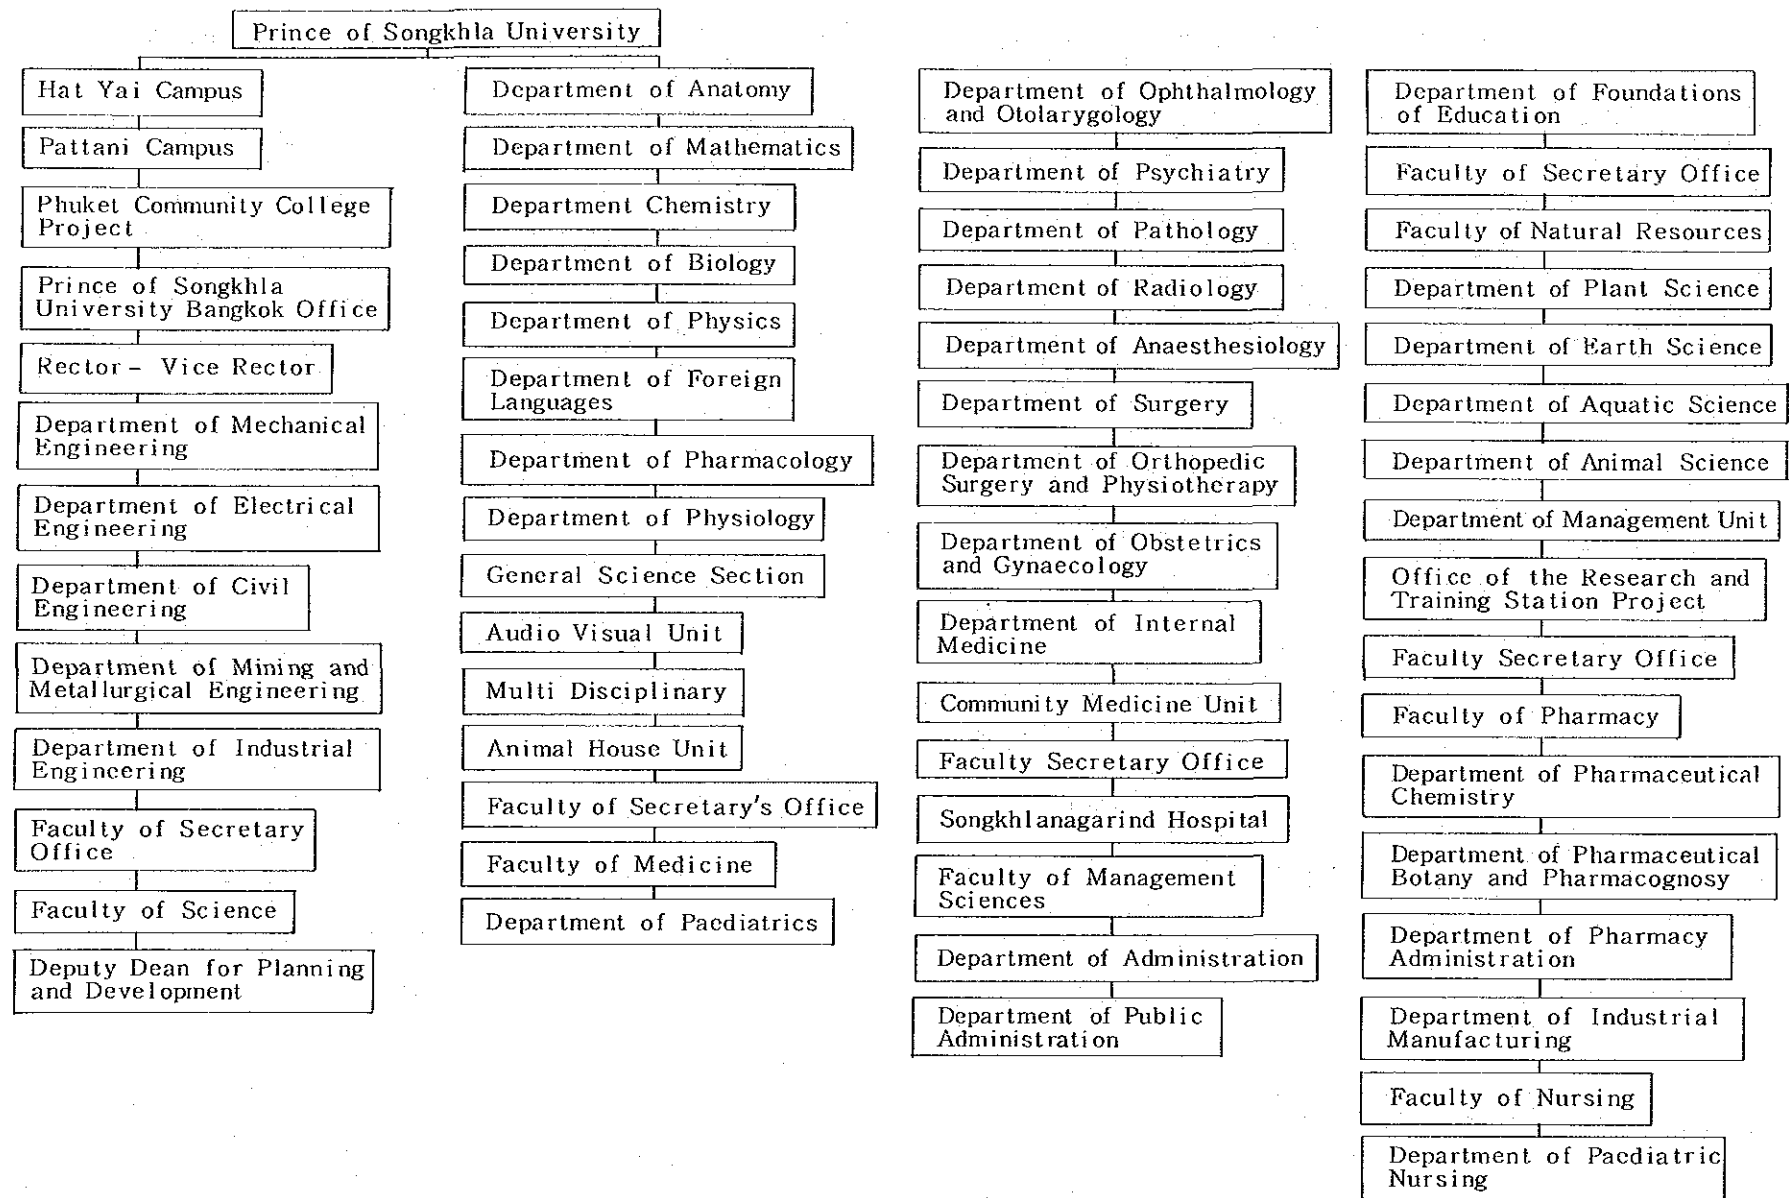 Prince of Songkhla University
Hat Yai Campus
Pattani Campus
Phuket Community College
Project
Prince of Songkhla
University Bangkok Office
Rector - Vice Rector
Department of Mechanical
Engineering
Department of Electrical
Engineering
Department of Civil
Engineering
Department of Mining and
Metallurgical Engineering
Department of Industrial
Engineering
Faculty of Secretary
Office
Faculty of Science
Deputy Dean for Planning
and Development
Department of Anatomy
Department of Mathematics
Department Chemistry
Department of Biology
Department of Physics
Department of Foreign
Languages
Department of Pharmacology
Department of Physiology
General Science Section
Audio Visual Unit
Multi Disciplinary
Animal House Unit
Faculty of Secretary's Office
Faculty of Medicine
Department of Paediatrics
Department of Ophthalmology
and Otolarygology
Department of Psychiatry
Department of Pathology
Department of Radiology
Department of Anaesthesiology
Department of Surgery
Department of Orthopedic
Surgery and Physiotherapy
Department of Obstetrics
and Gynaecology
Department of Internal
Medicine
Community Medicine Unit
Faculty Secretary Office
Songkhlanagarind Hospital
Faculty of Management
Sciences
Department of Administration
Department of Public
Administration
Department of Foundations
of Education
Faculty of Secretary Office
Faculty of Natural Resources
Department of Plant Science
Department of Earth Science
Department of Aquatic Science
Department of Animal Science
Department of Management Unit
Office of the Research and
Training Station Project
Faculty Secretary Office
Faculty of Pharmacy
Department of Pharmaceutical
Chemistry
Department of Pharmaceutical
Botany and Pharmacognosy
Department of Pharmacy
Administration
Department of Industrial
Manufacturing
Faculty of Nursing
Department of Paediatric
Nursing